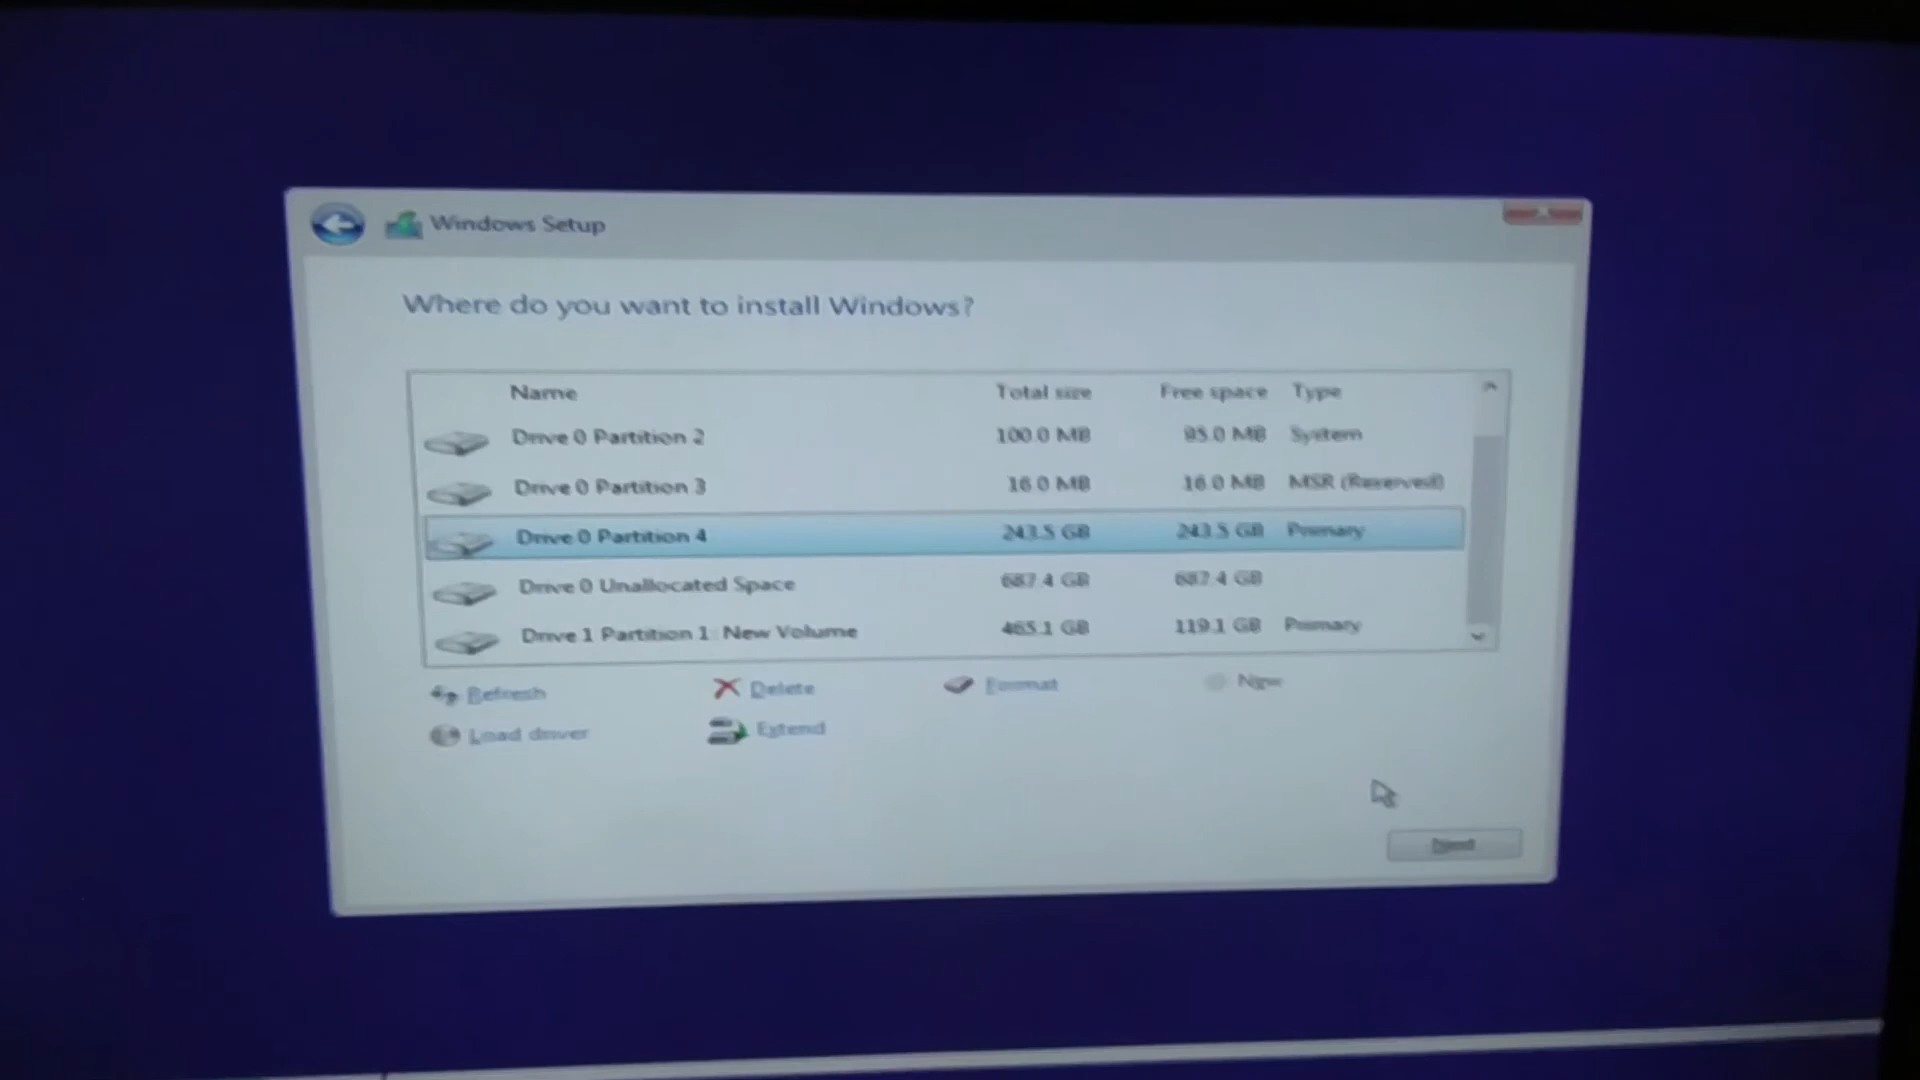 Windows Setup
Where do you want to install Windows?
Name Total size Free space Type
Drive 0 Partition 2 100.0 MB 95.0 MB System
Drive 0 Partition 3 16.0 MB 16.0 MB MSR (Reserved)
Drive 0 Partition 4 243.5 GB 243.5 GB Primary
Drive 0 Unallocated Space 687.4 GB 687.4 GB
Drive 1 Partition 1: New Volume 465.1 GB 119.1 GB Primary
Refresh Delete Format New
Load driver Extend
Next